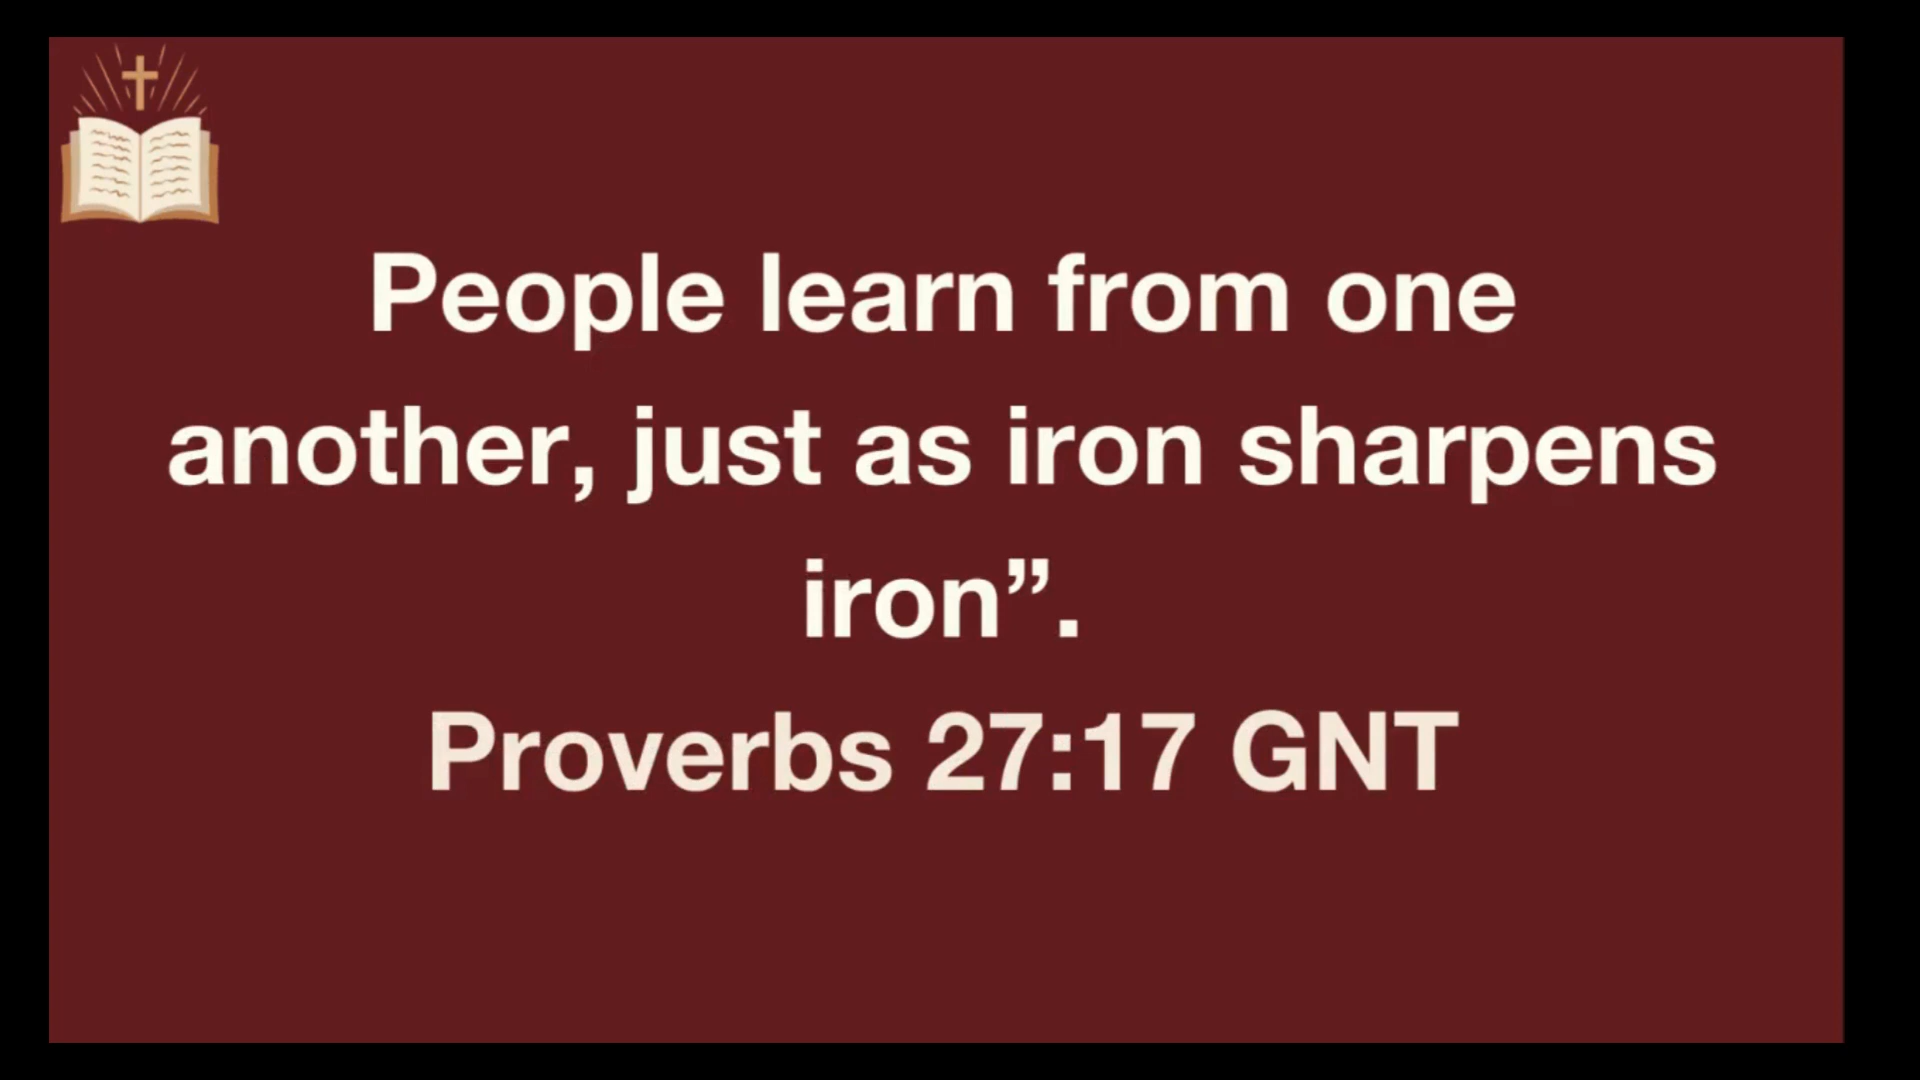 People learn from one
another, just as iron sharpens
iron”.
Proverbs 27:17 GNT